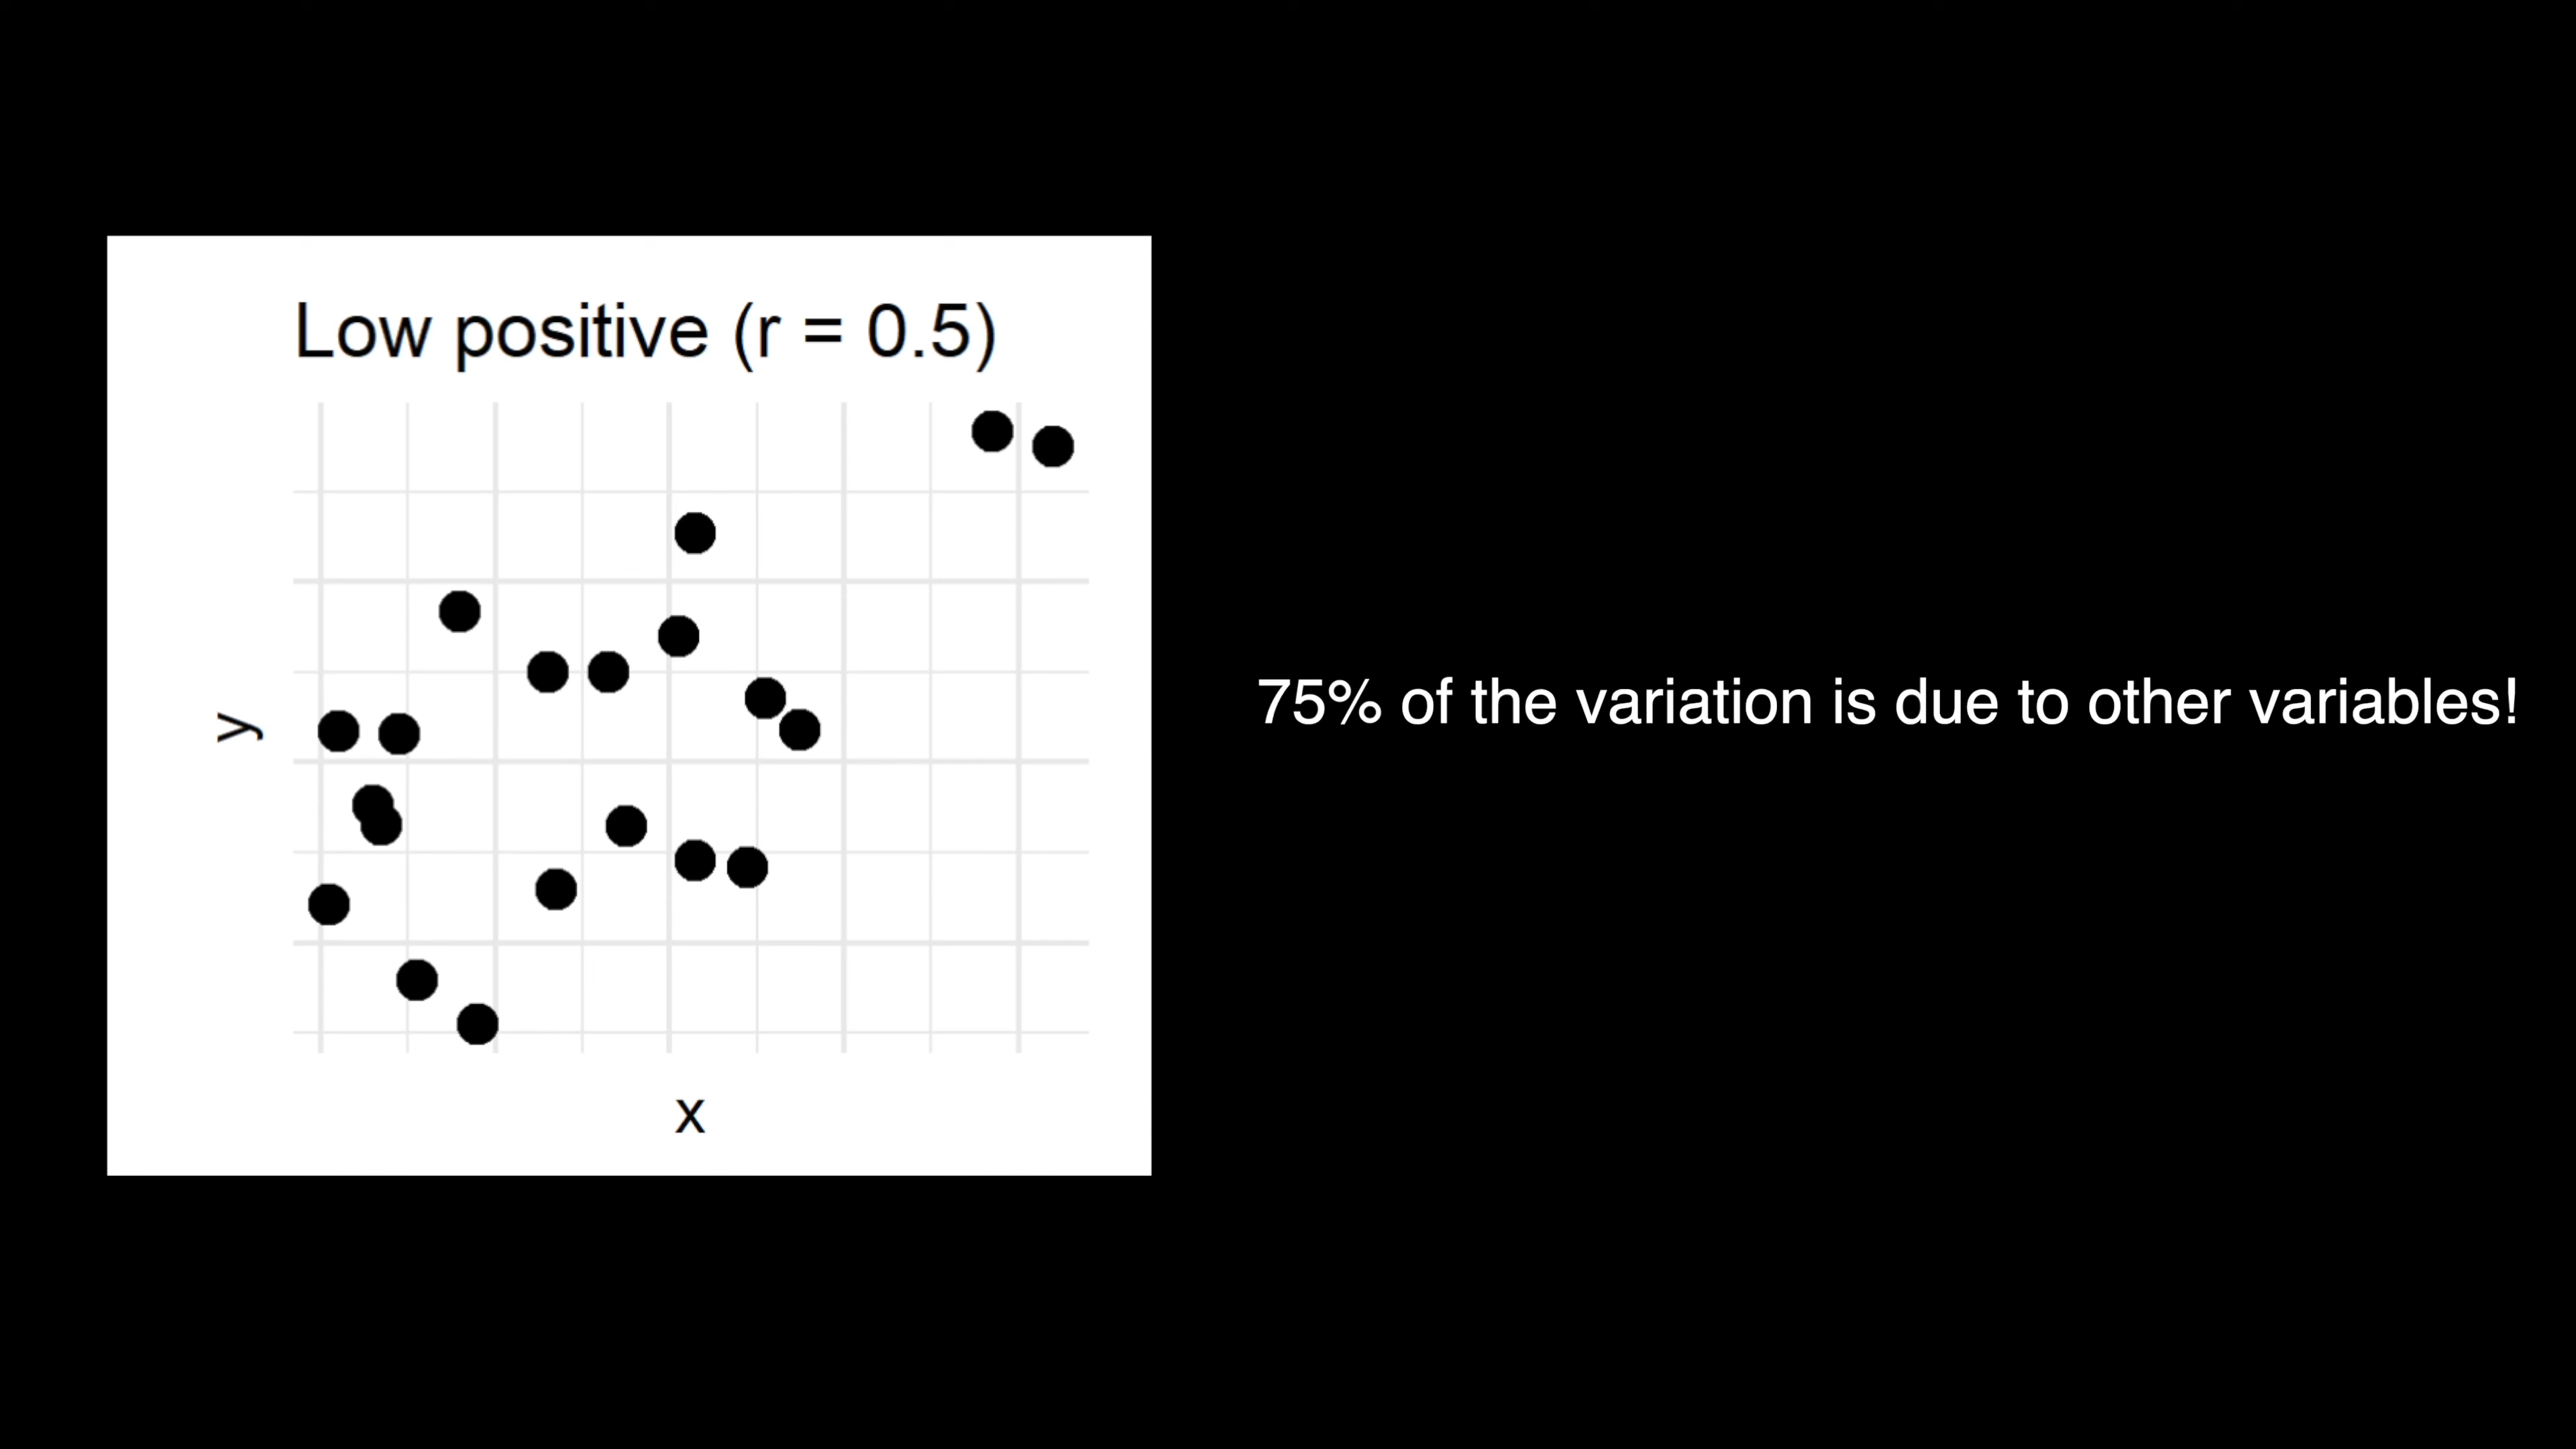 Low positive (r = 0.5)
y
x
75% of the variation is due to other variables!